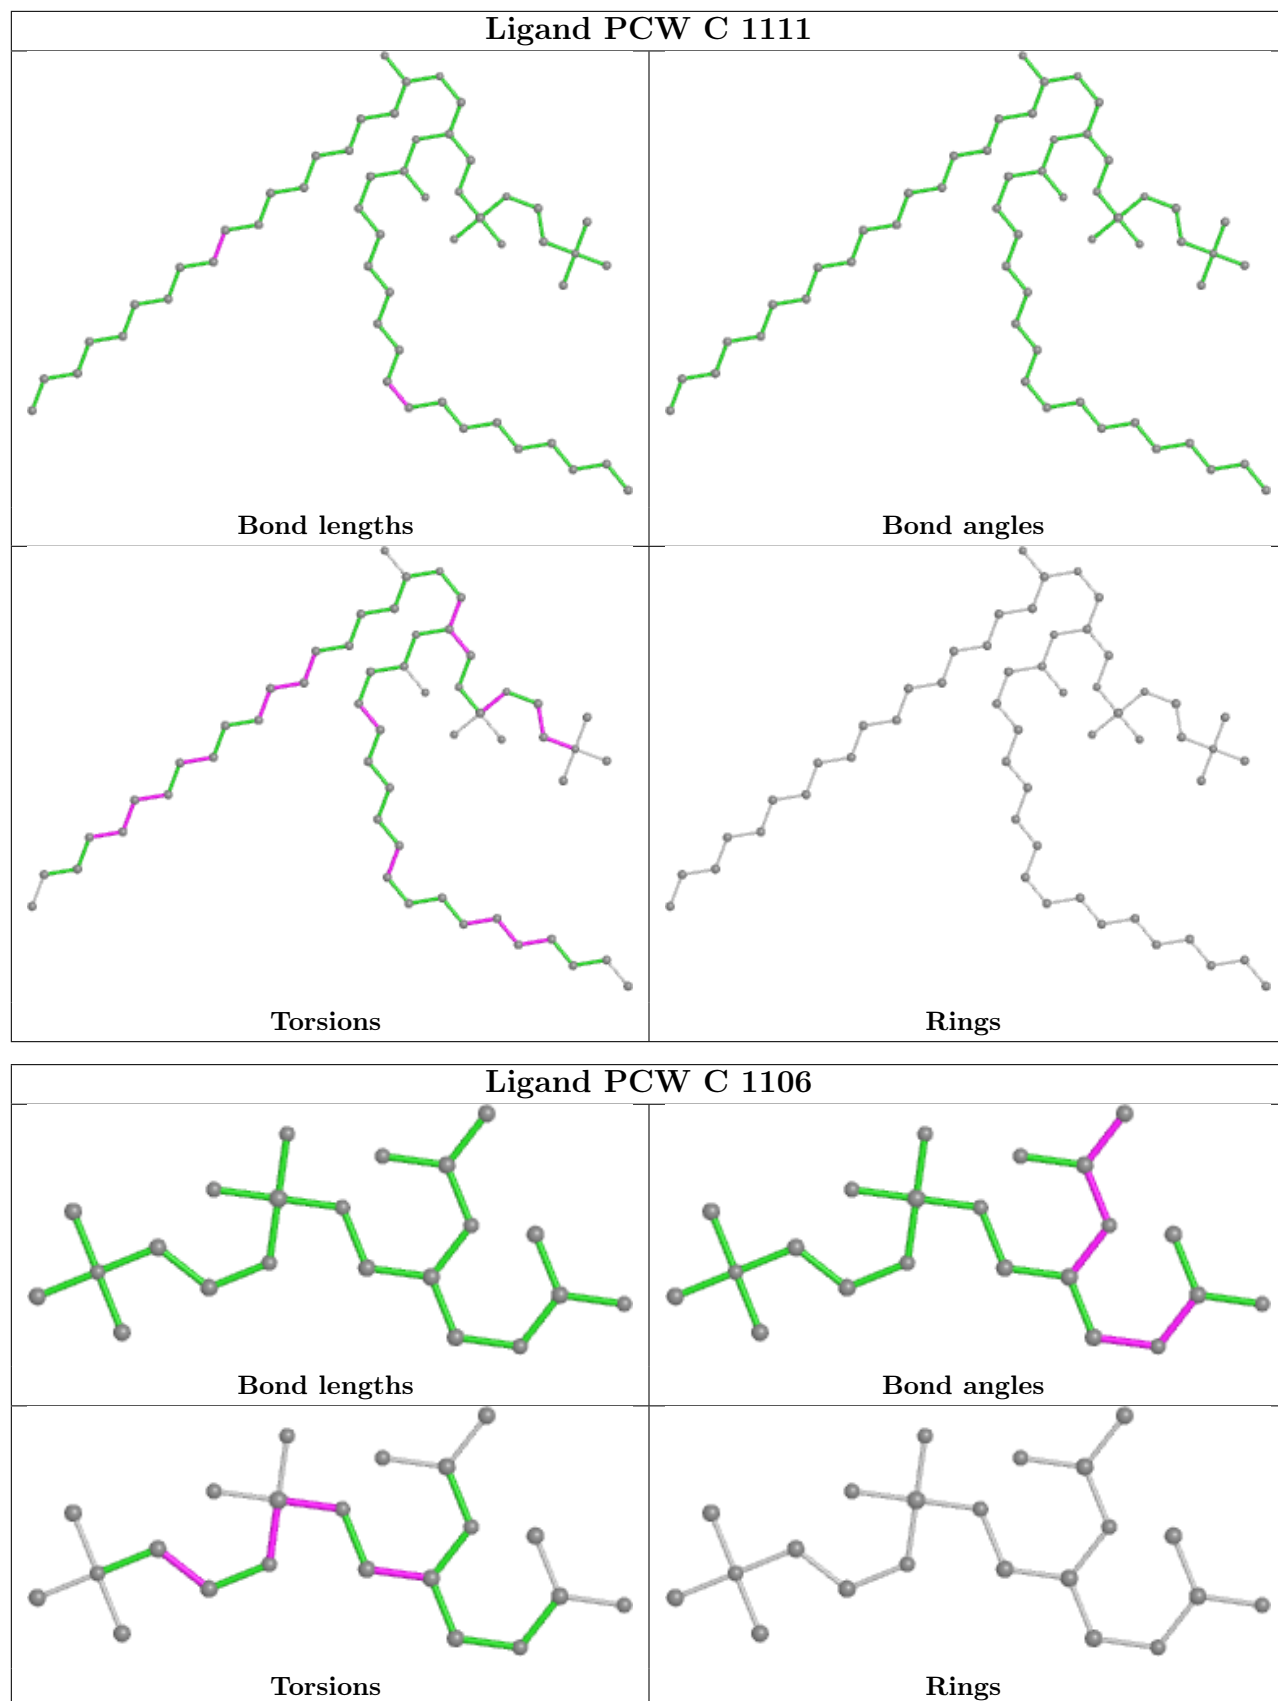 Ligand PCW C 1111
Bond lengths
Bond angles
Torsions
Rings
Ligand PCW C 1106
Bond lengths
Bond angles
Torsions
Rings